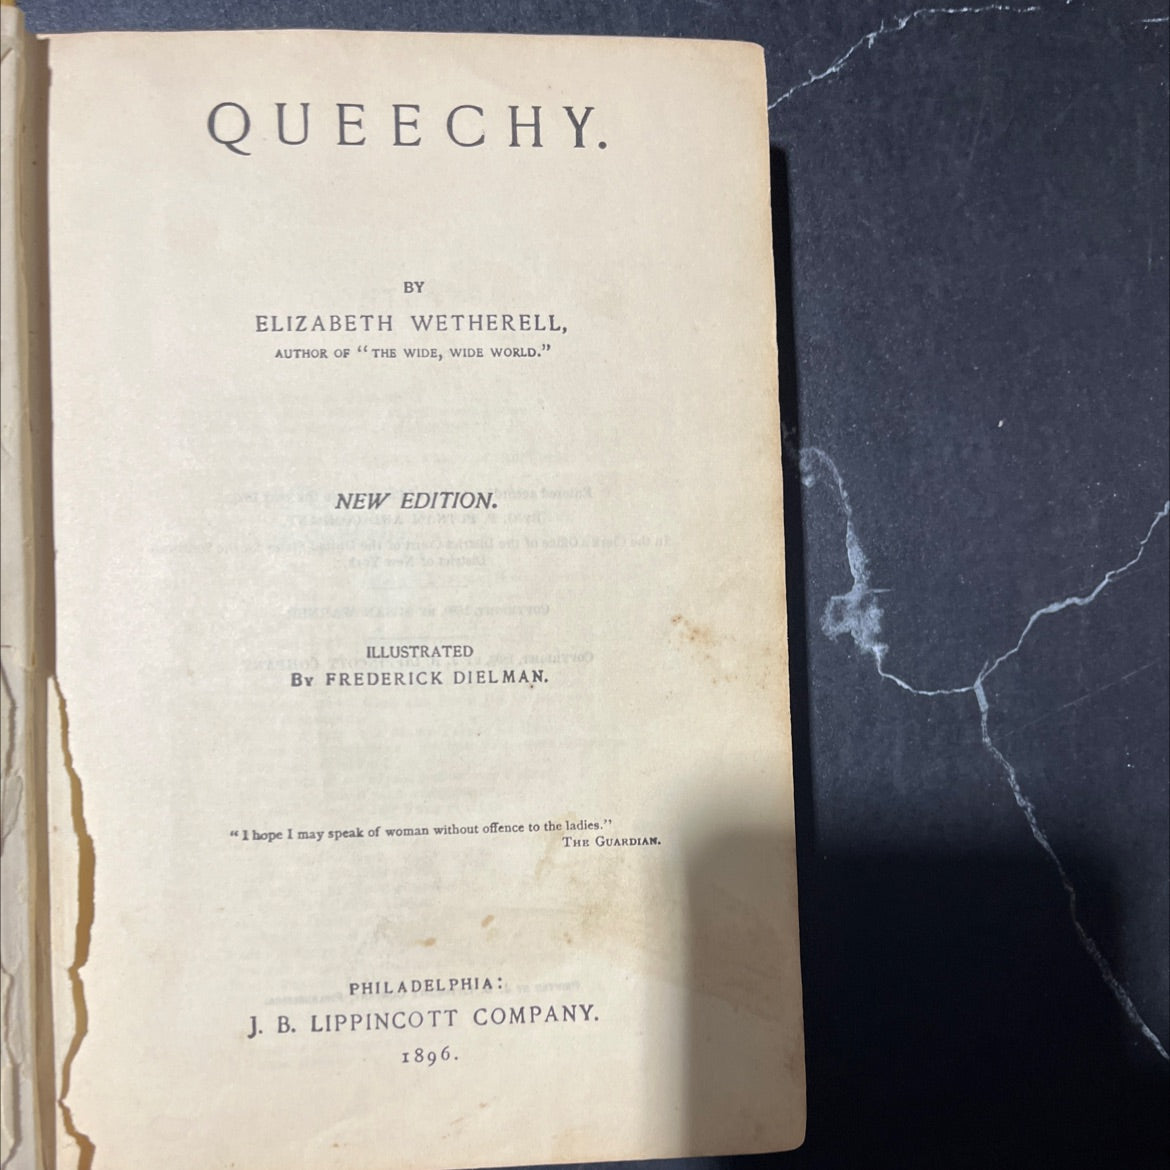 QUEECHY.
BY
ELIZABETH WETHERELL,
AUTHOR OF “THE WIDE, WIDE WORLD.”
NEW EDITION.
ILLUSTRATED
BY FREDERICK DIELMAN.
“I hope I may speak of woman without offence to the ladies.”
THE GUARDIAN.
PHILADELPHIA:
J. B. LIPPINCOTT COMPANY.
1896.